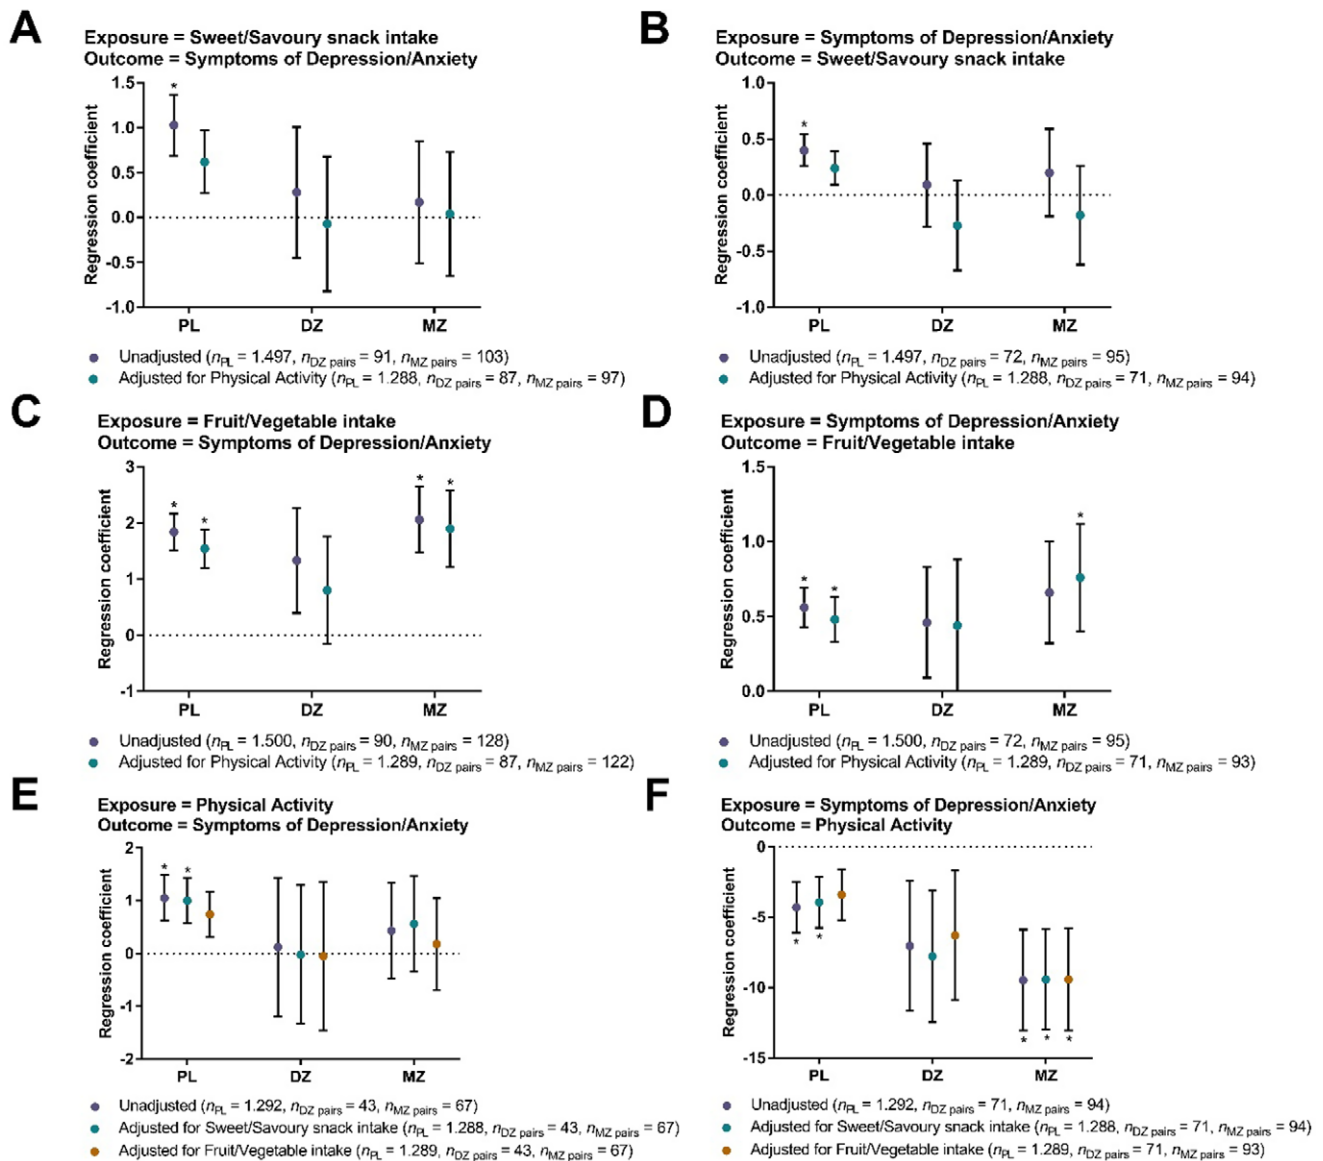 A
Exposure = Sweet/Savoury snack intake
Outcome = Symptoms of Depression/Anxiety
Regression coefficient
1.5
1.0
0.5
0.0
-0.5
-1.0
*
PL DZ MZ
Unadjusted (nPL = 1.497, nDZ pairs = 91, nMZ pairs = 103)
Adjusted for Physical Activity (nPL = 1.288, nDZ pairs = 87, nMZ pairs = 97)
B
Exposure = Symptoms of Depression/Anxiety
Outcome = Sweet/Savoury snack intake
Regression coefficient
1.0
0.5
0.0
-0.5
-1.0
*
PL DZ MZ
Unadjusted (nPL = 1.497, nDZ pairs = 72, nMZ pairs = 95)
Adjusted for Physical Activity (nPL = 1.288, nDZ pairs = 71, nMZ pairs = 94)
C
Exposure = Fruit/Vegetable intake
Outcome = Symptoms of Depression/Anxiety
Regression coefficient
3
2
1
0
-1
* * * *
PL DZ MZ
Unadjusted (nPL = 1.500, nDZ pairs = 90, nMZ pairs = 128)
Adjusted for Physical Activity (nPL = 1.289, nDZ pairs = 87, nMZ pairs = 122)
D
Exposure = Symptoms of Depression/Anxiety
Outcome = Fruit/Vegetable intake
Regression coefficient
1.5
1.0
0.5
0.0
* * *
PL DZ MZ
Unadjusted (nPL = 1.500, nDZ pairs = 72, nMZ pairs = 95)
Adjusted for Physical Activity (nPL = 1.289, nDZ pairs = 71, nMZ pairs = 93)
E
Exposure = Physical Activity
Outcome = Symptoms of Depression/Anxiety
Regression coefficient
2
1
0
-1
-2
* *
PL DZ MZ
Unadjusted (nPL = 1.292, nDZ pairs = 43, nMZ pairs = 67)
Adjusted for Sweet/Savoury snack intake (nPL = 1.288, nDZ pairs = 43, nMZ pairs = 67)
Adjusted for Fruit/Vegetable intake (nPL = 1.289, nDZ pairs = 43, nMZ pairs = 67)
F
Exposure = Symptoms of Depression/Anxiety
Outcome = Physical Activity
Regression coefficient
0
-5
-10
-15
* * * * *
PL DZ MZ
Unadjusted (nPL = 1.292, nDZ pairs = 71, nMZ pairs = 94)
Adjusted for Sweet/Savoury snack intake (nPL = 1.288, nDZ pairs = 71, nMZ pairs = 94)
Adjusted for Fruit/Vegetable intake (nPL = 1.289, nDZ pairs = 71, nMZ pairs = 93)